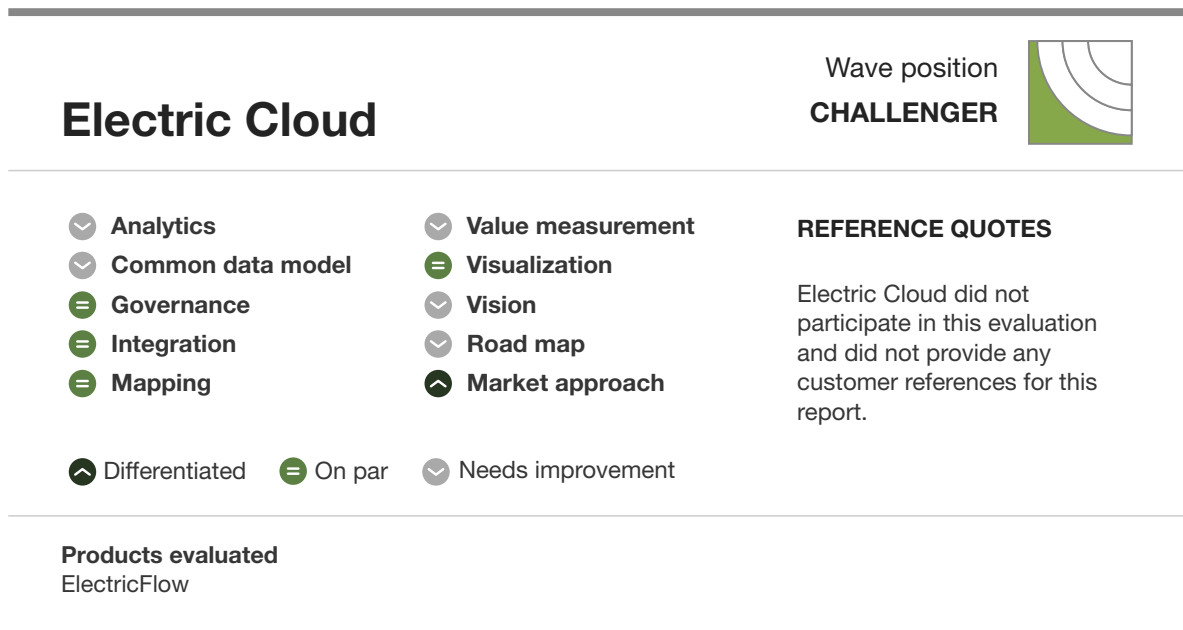 Electric Cloud
Wave position
CHALLENGER
Analytics
Common data model
Governance
Integration
Mapping
Value measurement
Visualization
Vision
Road map
Market approach
REFERENCE QUOTES
Electric Cloud did not
participate in this evaluation
and did not provide any
customer references for this
report.
Differentiated
On par
Needs improvement
Products evaluated
ElectricFlow